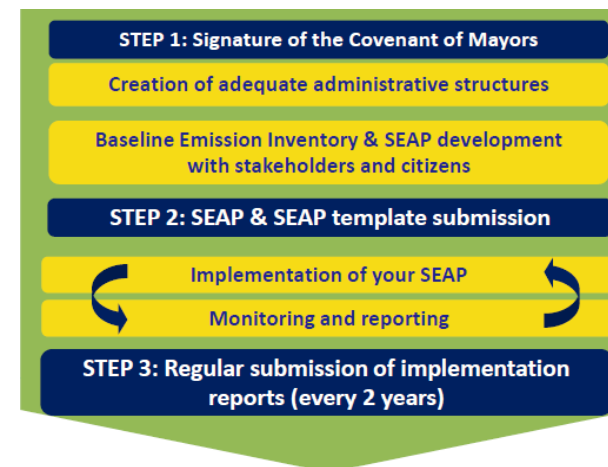 STEP 1: Signature of the Covenant of Mayors
Creation of adequate administrative structures
Baseline Emission Inventory & SEAP development
with stakeholders and citizens
STEP 2: SEAP & SEAP template submission
Implementation of your SEAP
Monitoring and reporting
STEP 3: Regular submission of implementation
reports (every 2 years)